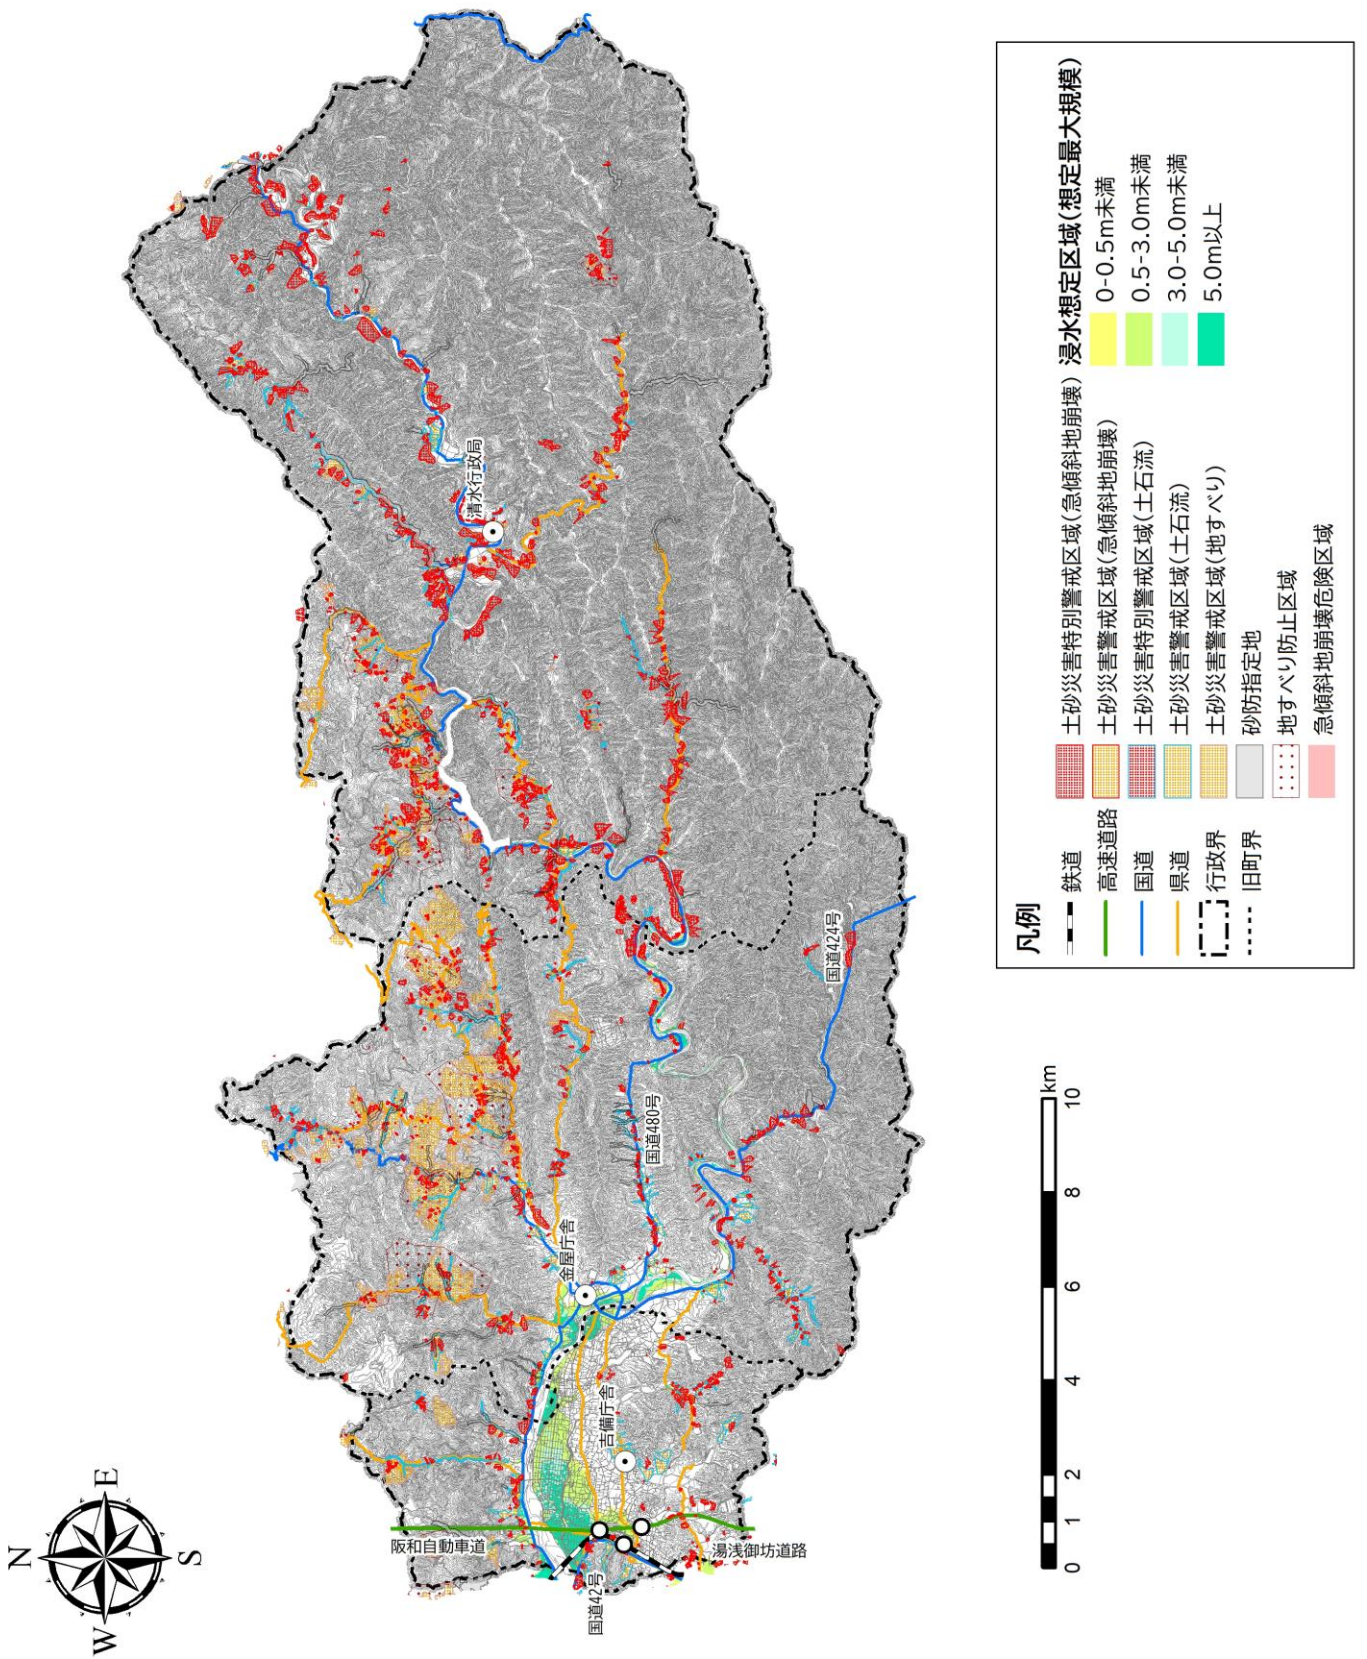 N
W
E
S
清水行政局
金屋庁舎
吉備庁舎
国道480号
国道424号
国道42号
阪和自動車道
湯浅御坊道路
0 1 2 4 6 8 10
km
凡例
鉄道
高速道路
国道
県道
行政界
旧町界
土砂災害特別警戒区域(急傾斜地崩壊)
土砂災害警戒区域(急傾斜地崩壊)
土砂災害特別警戒区域(土石流)
土砂災害警戒区域(土石流)
土砂災害警戒区域(地すべり)
砂防指定地
地すべり防止区域
急傾斜地崩壊危険区域
浸水想定区域(想定最大規模)
0-0.5m未満
0.5-3.0m未満
3.0-5.0m未満
5.0m以上